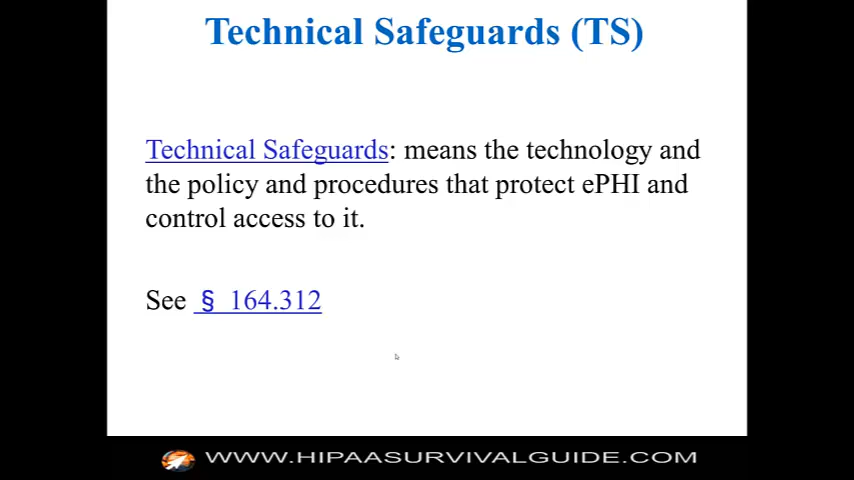 Technical Safeguards (TS)
Technical Safeguards: means the technology and
the policy and procedures that protect ePHI and
control access to it.
See § 164.312
WWW.HIPAASURVIVALGUIDE.COM